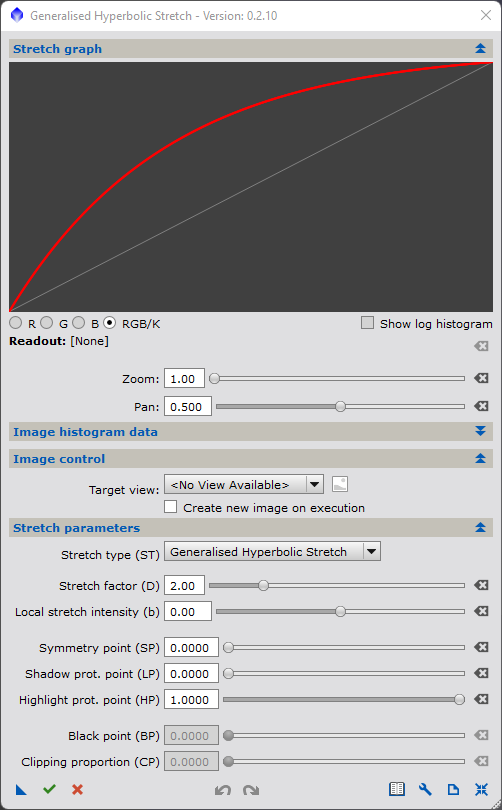 Generalised Hyperbolic Stretch - Version: 0.2.10
Stretch graph
R G B RGB/K Show log histogram
Readout: [None]
Zoom: 1.00
Pan: 0.500
Image histogram data
Image control
Target view: <No View Available>
Create new image on execution
Stretch parameters
Stretch type (ST) Generalised Hyperbolic Stretch
Stretch factor (D) 2.00
Local stretch intensity (b) 0.00
Symmetry point (SP) 0.0000
Shadow prot. point (LP) 0.0000
Highlight prot. point (HP) 1.0000
Black point (BP) 0.0000
Clipping proportion (CP) 0.0000